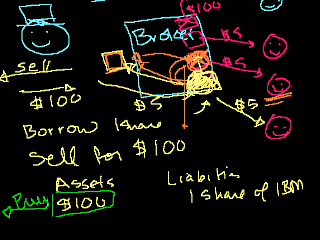 $100
Broker
$5
sell
$5
$100
$5
$5
Borrow 1 share
Sell for $100
Assets
Liabities
Buy
$100
1 share of IBM